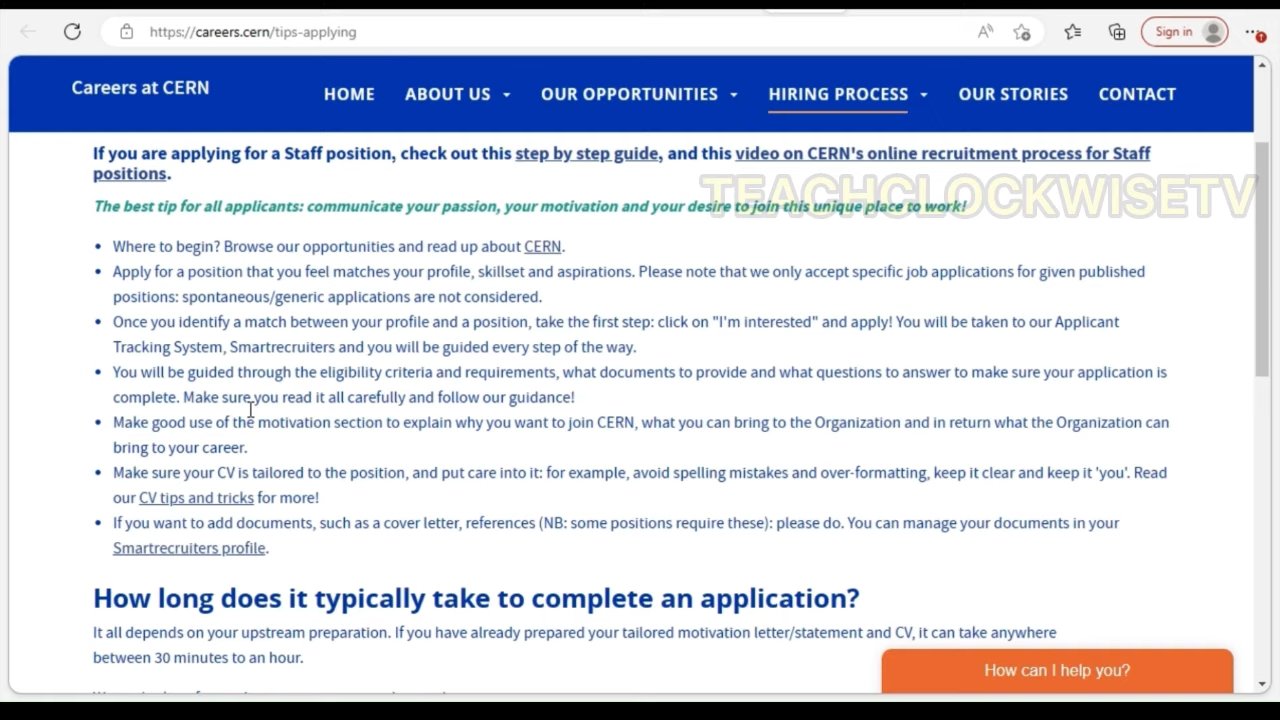 https://careers.cern/tips-applying
Sign in
Careers at CERN
HOME
ABOUT US
OUR OPPORTUNITIES
HIRING PROCESS
OUR STORIES
CONTACT
If you are applying for a Staff position, check out this step by step guide, and this video on CERN's online recruitment process for Staff
positions.
TEACHCLOCKWISETV
The best tip for all applicants: communicate your passion, your motivation and your desire to join this unique place to work!
• Where to begin? Browse our opportunities and read up about CERN.
• Apply for a position that you feel matches your profile, skillset and aspirations. Please note that we only accept specific job applications for given published
positions: spontaneous/generic applications are not considered.
• Once you identify a match between your profile and a position, take the first step: click on "I'm interested" and apply! You will be taken to our Applicant
Tracking System, Smartrecruiters and you will be guided every step of the way.
• You will be guided through the eligibility criteria and requirements, what documents to provide and what questions to answer to make sure your application is
complete. Make sure you read it all carefully and follow our guidance!
• Make good use of the motivation section to explain why you want to join CERN, what you can bring to the Organization and in return what the Organization can
bring to your career.
• Make sure your CV is tailored to the position, and put care into it: for example, avoid spelling mistakes and over-formatting, keep it clear and keep it 'you'. Read
our CV tips and tricks for more!
• If you want to add documents, such as a cover letter, references (NB: some positions require these): please do. You can manage your documents in your
Smartrecruiters profile.
How long does it typically take to complete an application?
It all depends on your upstream preparation. If you have already prepared your tailored motivation letter/statement and CV, it can take anywhere
between 30 minutes to an hour.
How can I help you?